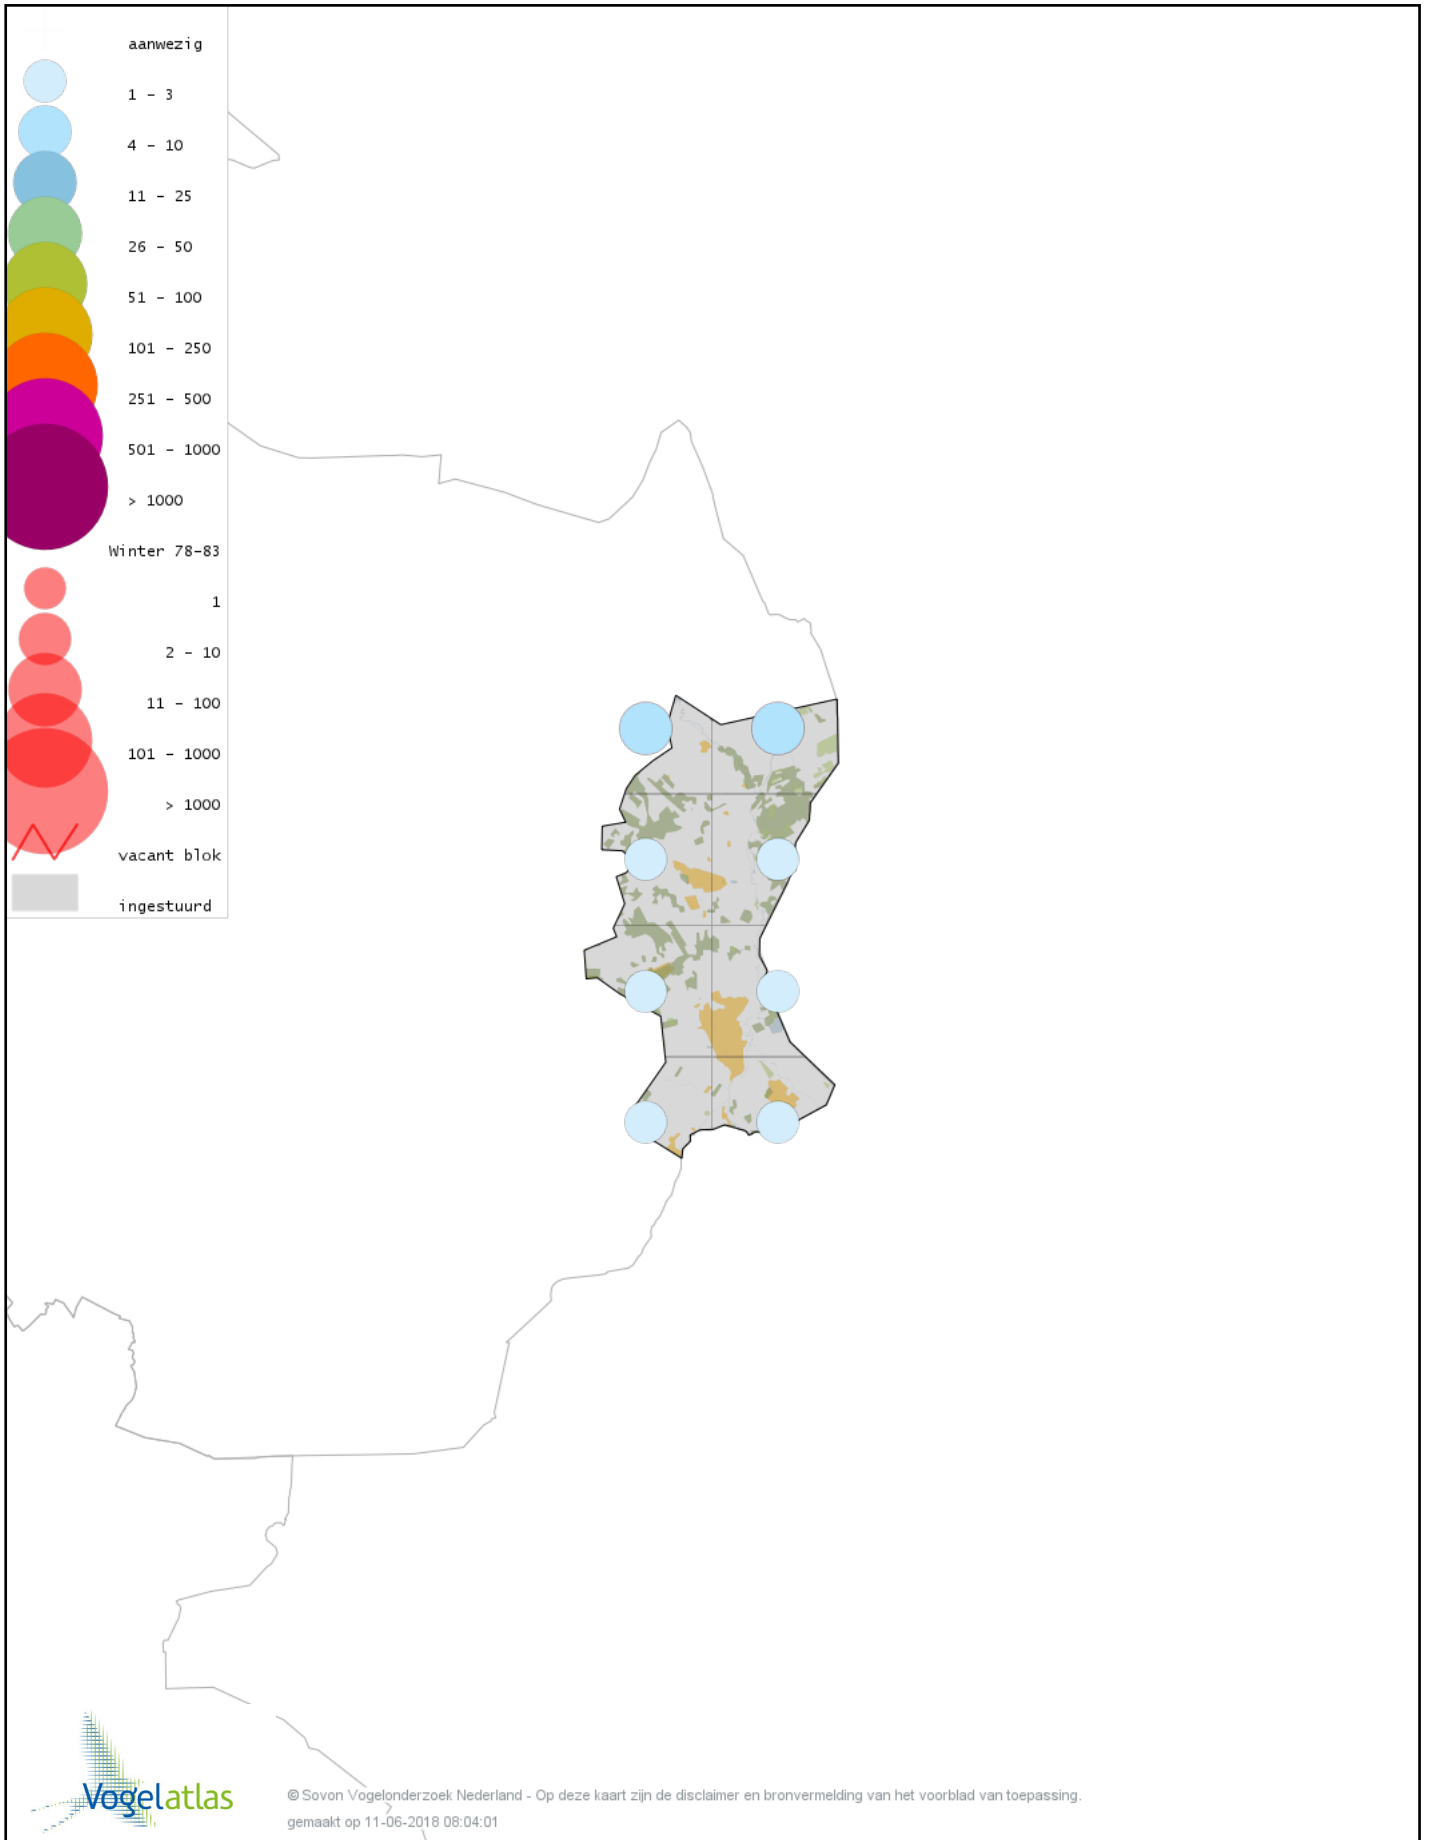 aanwezig
1 - 3
4 - 10
11 - 25
26 - 50
51 - 100
101 - 250
251 - 500
501 - 1000
> 1000
Winter 78-83
1
2 - 10
11 - 100
101 - 1000
> 1000
vacant blok
ingestuurd
Vogelatlas
© Sovon Vogelonderzoek Nederland - Op deze kaart zijn de disclaimer en bronvermelding van het voorblad van toepassing.
gemaakt op 11-06-2018 08:04:01